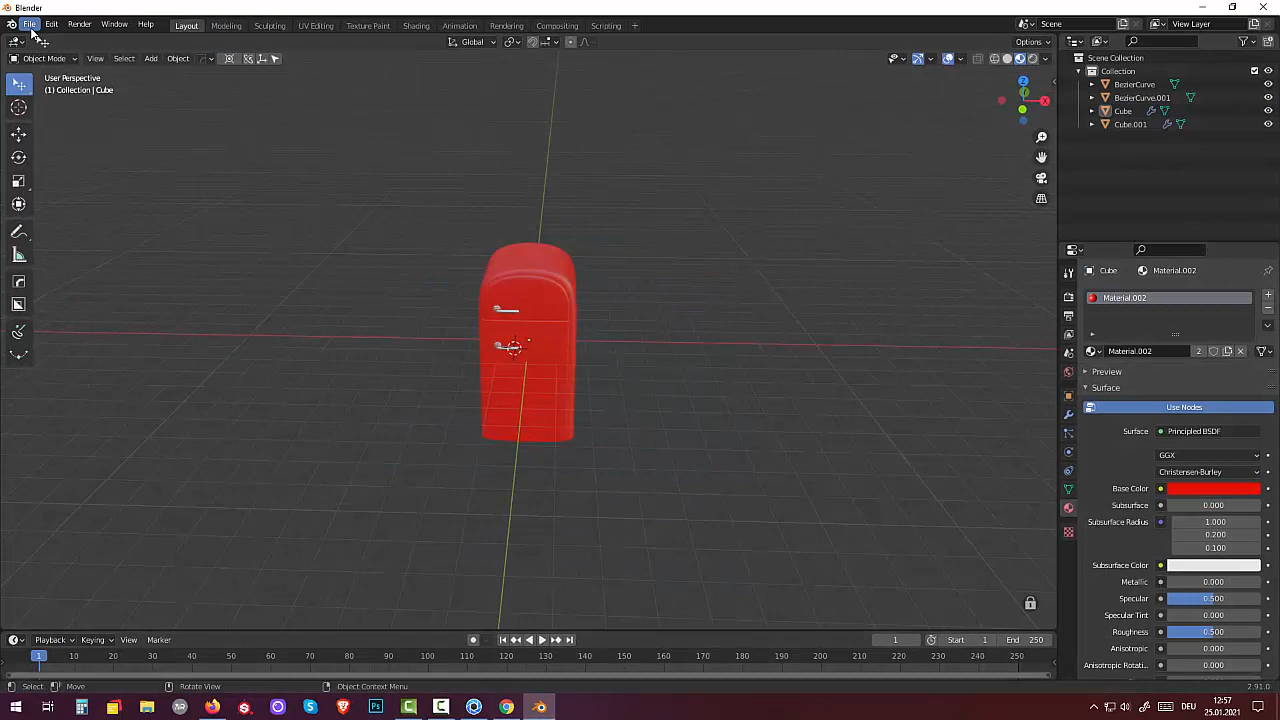 Blender
File Edit Render Window Help Layout Modeling Sculpting UV Editing Texture Paint Shading Animation Rendering Compositing Scripting + Scene View Layer
Global Options
Object Mode View Select Add Object
User Perspective
(1) Collection | Cube
Z
X
Scene Collection
Collection
BezierCurve
BezierCurve.001
Cube
Cube.001
Cube Material.002
Material.002
Material.002 2
Preview
Surface
Use Nodes
Surface Principled BSDF
GGX
Christensen-Burley
Base Color
Subsurface 0.000
Subsurface Radius 1.000
0.200
0.100
Subsurface Color
Metallic 0.000
Specular 0.500
Specular Tint 0.000
Roughness 0.500
Anisotropic 0.000
Anisotropic Rotati... 0.000
Playback Keying View Marker 1 Start 1 End 250
1 10 20 30 40 50 60 70 80 90 100 110 120 130 140 150 160 170 180 190 200 210 220 230 240 250
Select Move Rotate View Object Context Menu 2.91.0
DEU 12:57
25.01.2021